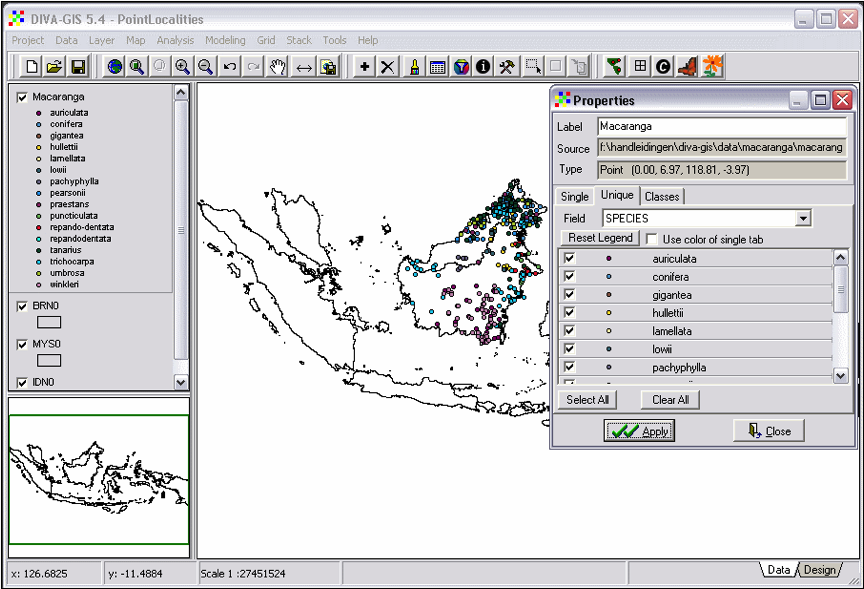 DIVA-GIS 5.4 - PointLocalities
Project Data Layer Map Analysis Modeling Grid Stack Tools Help
Macaranga
auriculata
conifera
gigantea
hullettii
lamellata
lowii
pachyphylla
pearsonii
praestans
puncticulata
repando-dentata
repandodentata
tanarius
trichocarpa
umbrosa
winkleri
BRN0
MYS0
IDN0
Properties
Label Macaranga
Source f:\handleidingen\diva-gis\data\macaranga\macarang
Type Point (0.00, 6.97, 118.81, -3.97)
Single Unique Classes
Field SPECIES
Reset Legend Use color of single tab
auriculata
conifera
gigantea
hullettii
lamellata
lowii
pachyphylla
Select All Clear All
Apply Close
x: 126.6825 y: -11.4884 Scale 1 :27451524
Data Design